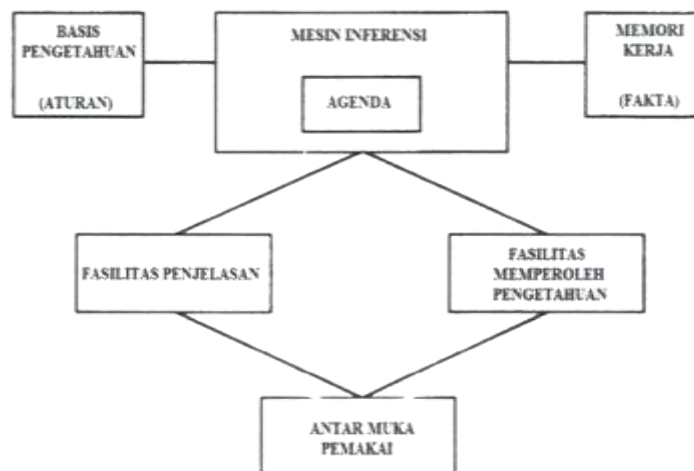 BASIS
PENGETAHUAN
(ATURAN)
MESIN INFERENSI
AGENDA
MEMORI
KERJA
(FAKTA)
FASILITAS PENJELASAN
FASILITAS
MEMPEROLEH
PENGETAHUAN
ANTAR MUKA
PEMAKAI